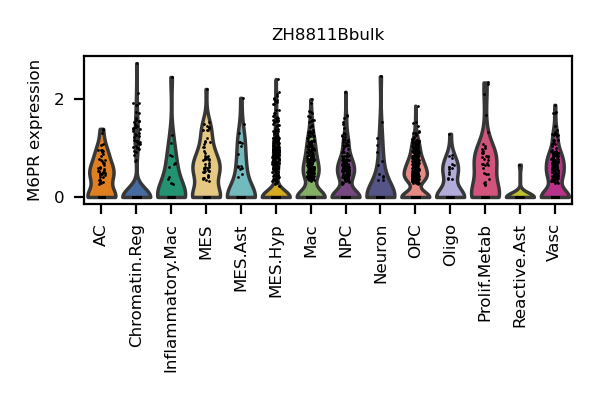 ZH8811Bbulk
M6PR expression
2
0
AC
Chromatin.Reg
Inflammatory.Mac
MES
MES.Ast
MES.Hyp
Mac
NPC
Neuron
OPC
Oligo
Prolif.Metab
Reactive.Ast
Vasc